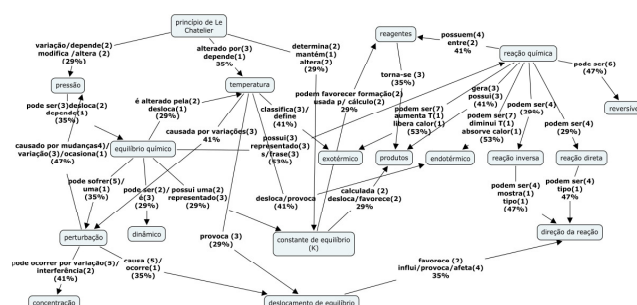 princípio de Le
Chatelier
reagentes
possuem(4)
entre(2)
41%
reação química
variação/depende(2)
modifica /altera (2)
(29%)
alterado por(3)
depende(1)
35%
determina(2)
mantém(1)
altera(2)
(29%)
torna-se (3)
(35%)
pode ser(6)
(47%)
pressão
temperatura
gera(3)
possui(3)
(41%)
podem ser(4)
(29%)
reversível
pode ser(3)
depende(1)
(35%)
desloca(2)
é alterado pela(2)
desloca(1)
(29%)
classifica(3)/
define
(41%)
podem favorecer formação(2)
usada p/ cálculo(2)
29%
podem ser(7)
aumenta T(1)
libera calor(1)
(53%)
podem ser(7)
diminui T(1)
absorve calor(1)
(53%)
podem ser(4)
(29%)
causado por mudanças(4)/
variação(3)/ocasiona(1)
(47%)
equilíbrio químico
causada por variações(3)
41%
possui(3)
representado(3)
s/frase(3)
(53%)
exotérmico
produtos
endotérmico
reação inversa
reação direta
pode sofrer(5)/
uma(1)
(35%)
pode ser(2)/
é(3)
(29%)
possui uma(2)
representado(3)
(29%)
desloca/provoca
(41%)
calculada (2)
desloca/favorece(2)
29%
podem ser(4)
mostra(1)
tipo(1)
(47%)
podem ser(4)
tipo(1)
47%
perturbação
dinâmico
provoca (3)
(29%)
constante de equilíbrio
(K)
direção da reação
pode ocorrer por variação(5)/
interferência(2)
(41%)
causa (5)/
ocorre(1)
(35%)
favorece (2)
influi/provoca/afeta(4)
35%
concentração
deslocamento de equilíbrio